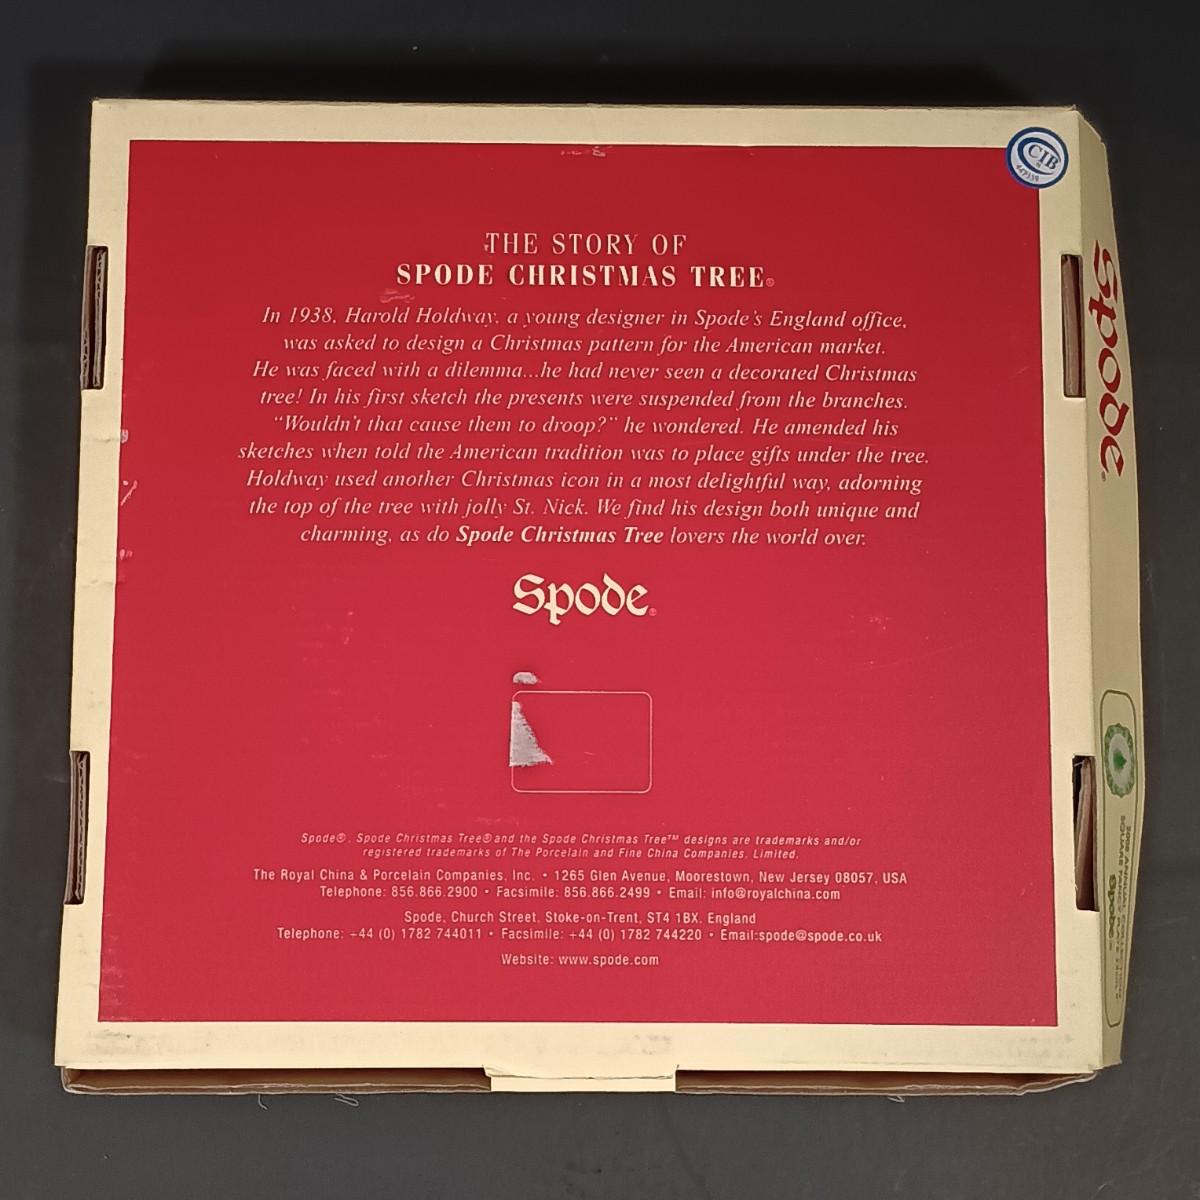 THE STORY OF
SPODE CHRISTMAS TREE®
In 1938, Harold Holdway, a young designer in Spode's England office,
was asked to design a Christmas pattern for the American market.
He was faced with a dilemma...he had never seen a decorated Christmas
tree! In his first sketch the presents were suspended from the branches.
"Wouldn't that cause them to droop?" he wondered. He amended his
sketches when told the American tradition was to place gifts under the tree.
Holdway used another Christmas icon in a most delightful way, adorning
the top of the tree with jolly St. Nick. We find his design both unique and
charming, as do Spode Christmas Tree lovers the world over.
Spode®
Spode®, Spode Christmas Tree® and the Spode Christmas Tree™ designs are trademarks and/or
registered trademarks of The Porcelain and Fine China Companies, Limited.
The Royal China & Porcelain Companies, Inc. • 1265 Glen Avenue, Moorestown, New Jersey 08057, USA
Telephone: 856.866.2900 • Facsimile: 856.866.2499 • Email: info@royalchina.com
Spode, Church Street, Stoke-on-Trent, ST4 1BX, England
Telephone: +44 (0) 1782 744011 • Facsimile: +44 (0) 1782 744220 • Email:spode@spode.co.uk
Website: www.spode.com
CIB
Spode®
2008 ANNUAL COLLECTION
Spode